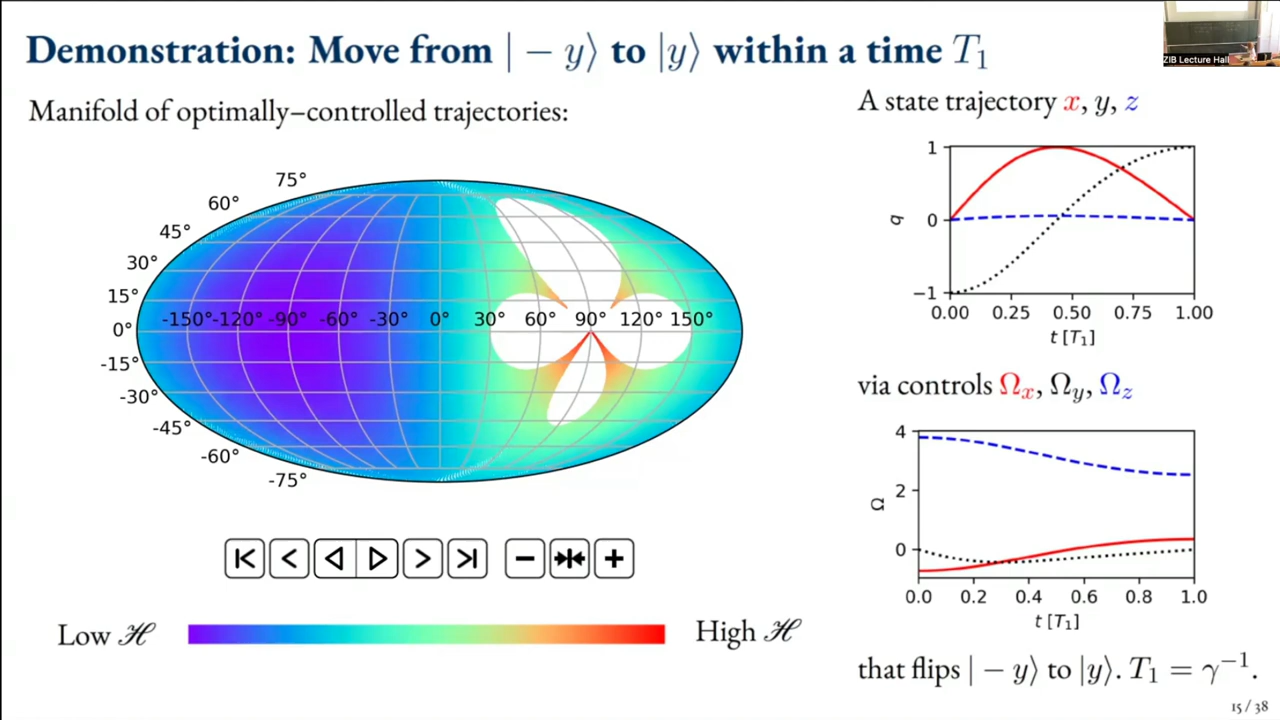 Demonstration: Move from |−y⟩ to |y⟩ within a time T₁
ZIB Lecture Hall
Manifold of optimally–controlled trajectories:
75°
60°
45°
30°
15°
0°
-15°
-30°
-45°
-60°
-75°
-150° -120° -90° -60° -30° 0° 30° 60° 90° 120° 150°
Low ℋ
High ℋ
A state trajectory x, y, z
1
0
−1
q
0.00 0.25 0.50 0.75 1.00
t [T₁]
via controls Ωₓ, Ω_y, Ω_z
4
2
0
Ω
0.0 0.2 0.4 0.6 0.8 1.0
t [T₁]
that flips |−y⟩ to |y⟩. T₁ = γ⁻¹.
15 / 38